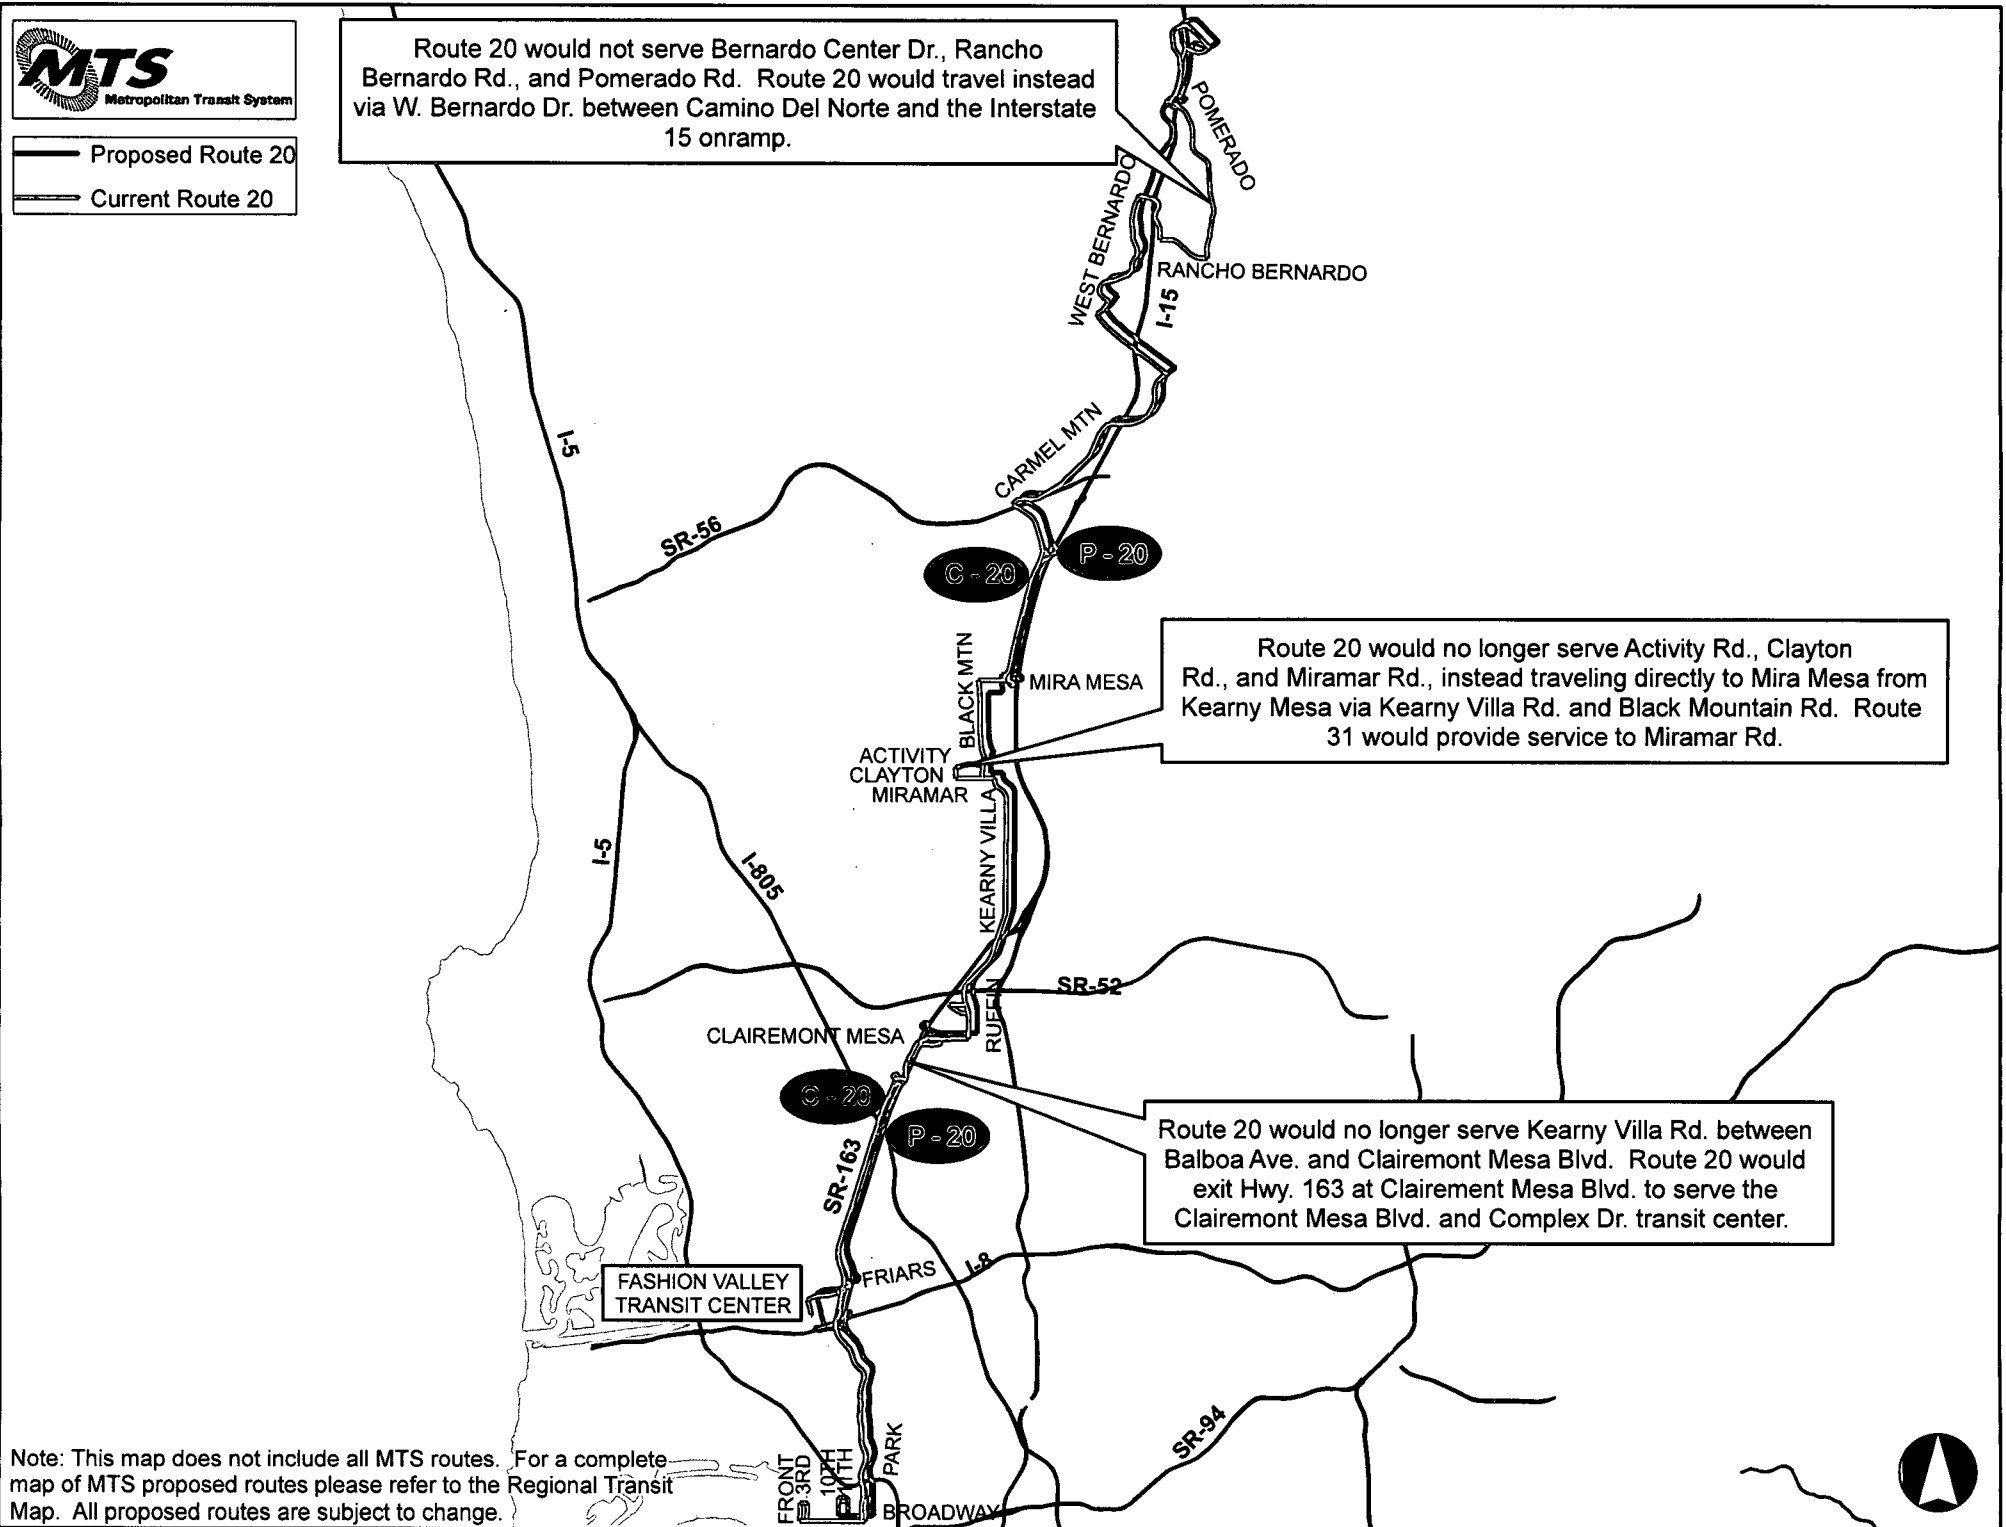 MTS
Metropolitan Transit System
Proposed Route 20
Current Route 20
Route 20 would not serve Bernardo Center Dr., Rancho
Bernardo Rd., and Pomerado Rd. Route 20 would travel instead
via W. Bernardo Dr. between Camino Del Norte and the Interstate
15 onramp.
POMERADO
WEST BERNARDO
RANCHO BERNARDO
I-15
I-5
CARMEL MTN
SR-56
C - 20
P - 20
BLACK MTN
MIRA MESA
Route 20 would no longer serve Activity Rd., Clayton
Rd., and Miramar Rd., instead traveling directly to Mira Mesa from
Kearny Mesa via Kearny Villa Rd. and Black Mountain Rd. Route
31 would provide service to Miramar Rd.
ACTIVITY
CLAYTON
MIRAMAR
KEARNY VILLA
I-5
I-805
SR-52
RUFFIN
CLAIREMONT MESA
C - 20
P - 20
SR-163
Route 20 would no longer serve Kearny Villa Rd. between
Balboa Ave. and Clairemont Mesa Blvd. Route 20 would
exit Hwy. 163 at Clairement Mesa Blvd. to serve the
Clairemont Mesa Blvd. and Complex Dr. transit center.
FASHION VALLEY
TRANSIT CENTER
FRIARS
I-8
SR-94
FRONT
3RD
10TH
11TH
PARK
BROADWAY
Note: This map does not include all MTS routes. For a complete
map of MTS proposed routes please refer to the Regional Transit
Map. All proposed routes are subject to change.